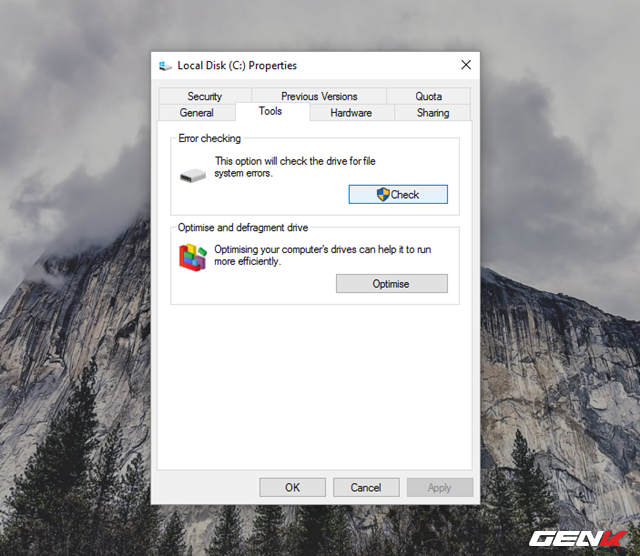 Local Disk (C:) Properties
Security Previous Versions Quota
General Tools Hardware Sharing
Error checking
This option will check the drive for file
system errors.
Check
Optimise and defragment drive
Optimising your computer's drives can help it to run
more efficiently.
Optimise
OK Cancel Apply
GENK